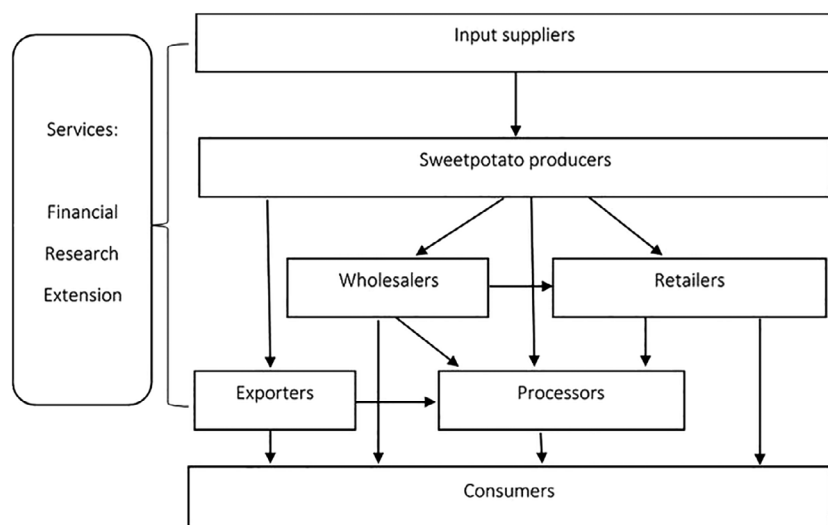 Input suppliers
Services:
Financial
Research
Extension
Sweetpotato producers
Wholesalers
Retailers
Exporters
Processors
Consumers